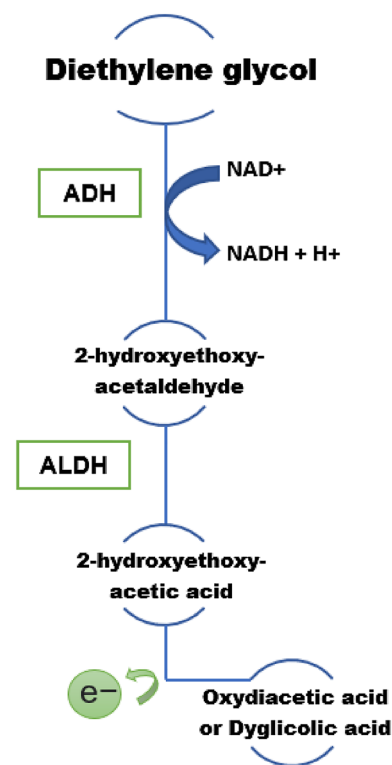 Diethylene glycol
ADH
NAD+
NADH + H+
2-hydroxyethoxy-
acetaldehyde
ALDH
2-hydroxyethoxy-
acetic acid
e−
Oxydiacetic acid
or Dyglicolic acid